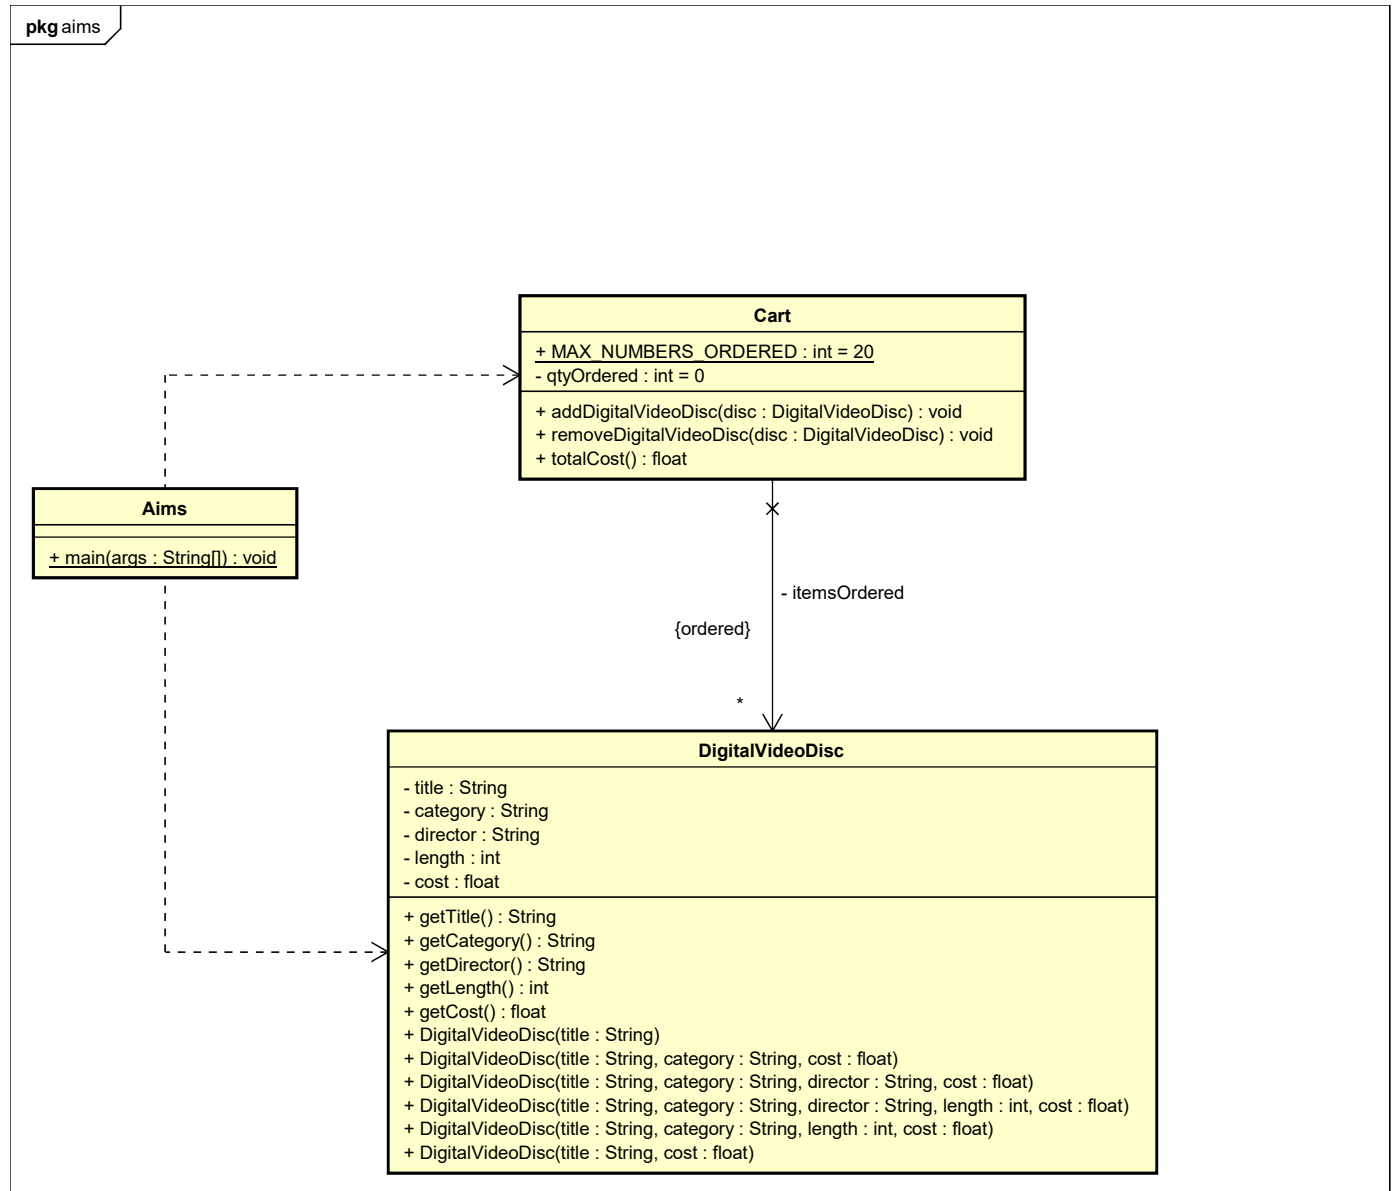 pkg aims
Cart
+ MAX_NUMBERS_ORDERED : int = 20
- qtyOrdered : int = 0
+ addDigitalVideoDisc(disc : DigitalVideoDisc) : void
+ removeDigitalVideoDisc(disc : DigitalVideoDisc) : void
+ totalCost() : float
Aims
+ main(args : String[]) : void
- itemsOrdered
{ordered}
*
DigitalVideoDisc
- title : String
- category : String
- director : String
- length : int
- cost : float
+ getTitle() : String
+ getCategory() : String
+ getDirector() : String
+ getLength() : int
+ getCost() : float
+ DigitalVideoDisc(title : String)
+ DigitalVideoDisc(title : String, category : String, cost : float)
+ DigitalVideoDisc(title : String, category : String, director : String, cost : float)
+ DigitalVideoDisc(title : String, category : String, director : String, length : int, cost : float)
+ DigitalVideoDisc(title : String, category : String, length : int, cost : float)
+ DigitalVideoDisc(title : String, cost : float)